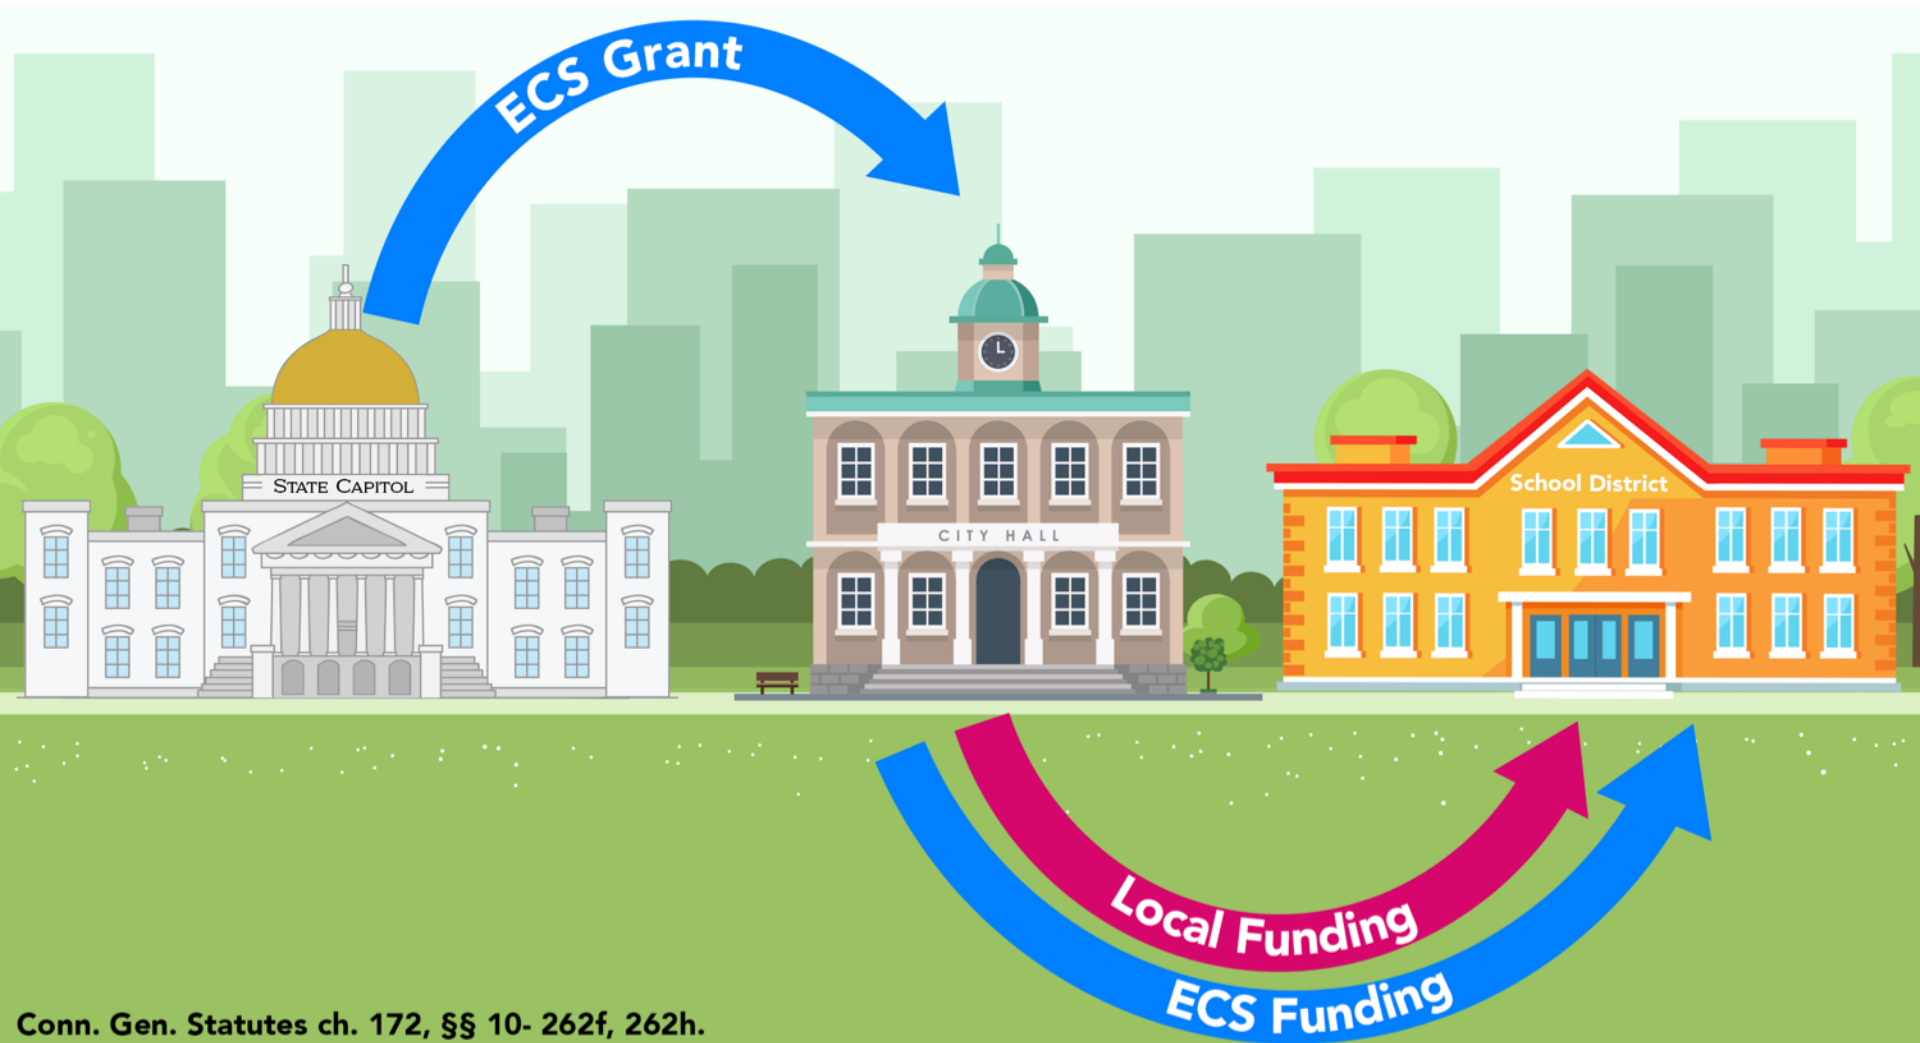 ECS Grant
STATE CAPITOL
CITY HALL
School District
Local Funding
ECS Funding
Conn. Gen. Statutes ch. 172, §§ 10- 262f, 262h.